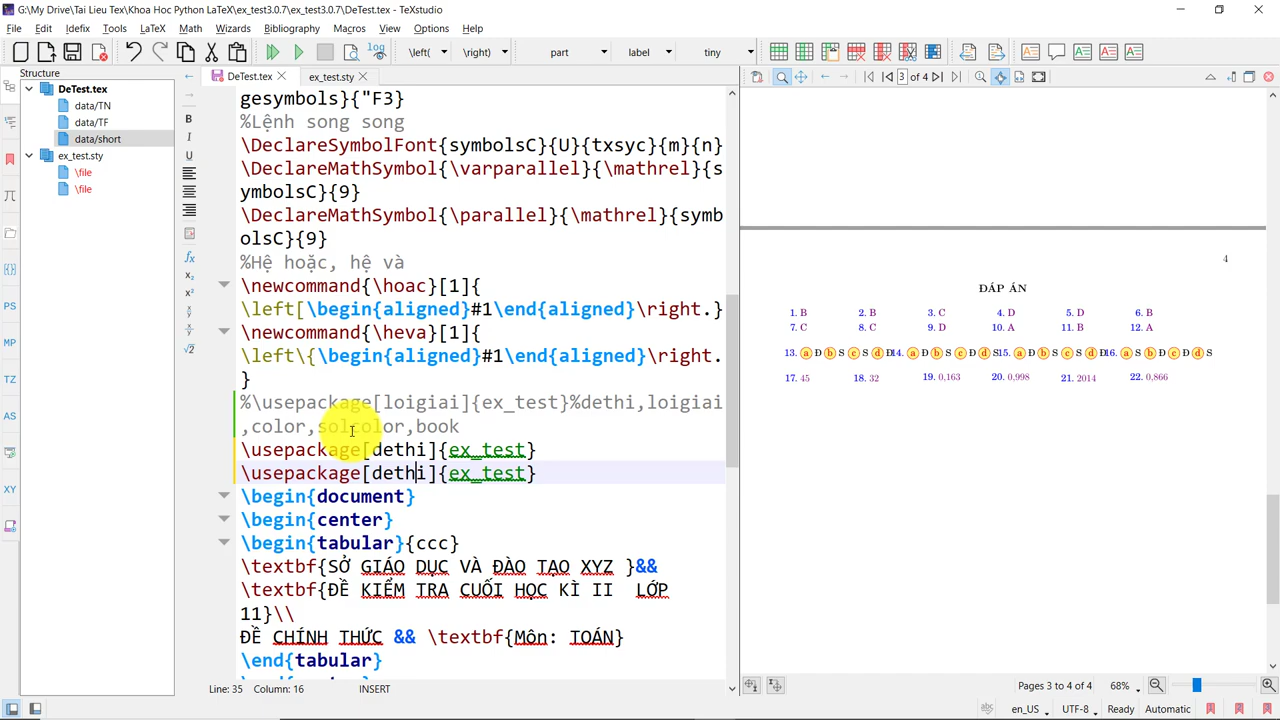 G:\My Drive\Tai Lieu Tex\Khoa Hoc Python LaTeX\ex_test3.0.7\ex_test3.0.7\DeTest.tex - TeXstudio
File Edit Idefix Tools LaTeX Math Wizards Bibliography Macros View Options Help
log
\left( \right) part label tiny
Structure
DeTest.tex
data/TN
data/TF
data/short
ex_test.sty
\file
\file
PS
MP
TZ
AS
XY
DeTest.tex ex_test.sty
gesymbols}{"F3}
%Lệnh song song
\DeclareSymbolFont{symbolsC}{U}{txsyc}{m}{n}
\DeclareMathSymbol{\varparallel}{\mathrel}{s
ymbolsC}{9}
\DeclareMathSymbol{\parallel}{\mathrel}{symb
olsC}{9}
%Hệ hoặc, hệ và
\newcommand{\hoac}[1]{
\left[\begin{aligned}#1\end{aligned}\right.}
\newcommand{\heva}[1]{
\left\{\begin{aligned}#1\end{aligned}\right.
}
%\usepackage[loigiai]{ex_test}%dethi,loigiai
,color,solcolor,book
\usepackage[dethi]{ex_test}
\usepackage[dethi]{ex_test}
\begin{document}
\begin{center}
\begin{tabular}{ccc}
\textbf{SỞ GIÁO DỤC VÀ ĐÀO TẠO XYZ }&&
\textbf{ĐỀ KIỂM TRA CUỐI HỌC KÌ II LỚP
11}\\
ĐỀ CHÍNH THỨC && \textbf{Môn: TOÁN}
\end{tabular}
Line: 35 Column: 16 INSERT
3 of 4
4
ĐÁP ÁN
1. B 2. B 3. C 4. D 5. D 6. B
7. C 8. C 9. D 10. A 11. B 12. A
13. a Đ b S c S d Đ 14. a Đ b S c Đ d S 15. a Đ b S c S d Đ 16. a S b Đ c Đ d S
17. 45 18. 32 19. 0,163 20. 0,998 21. 2014 22. 0,866
Pages 3 to 4 of 4 68%
en_US UTF-8 Ready Automatic